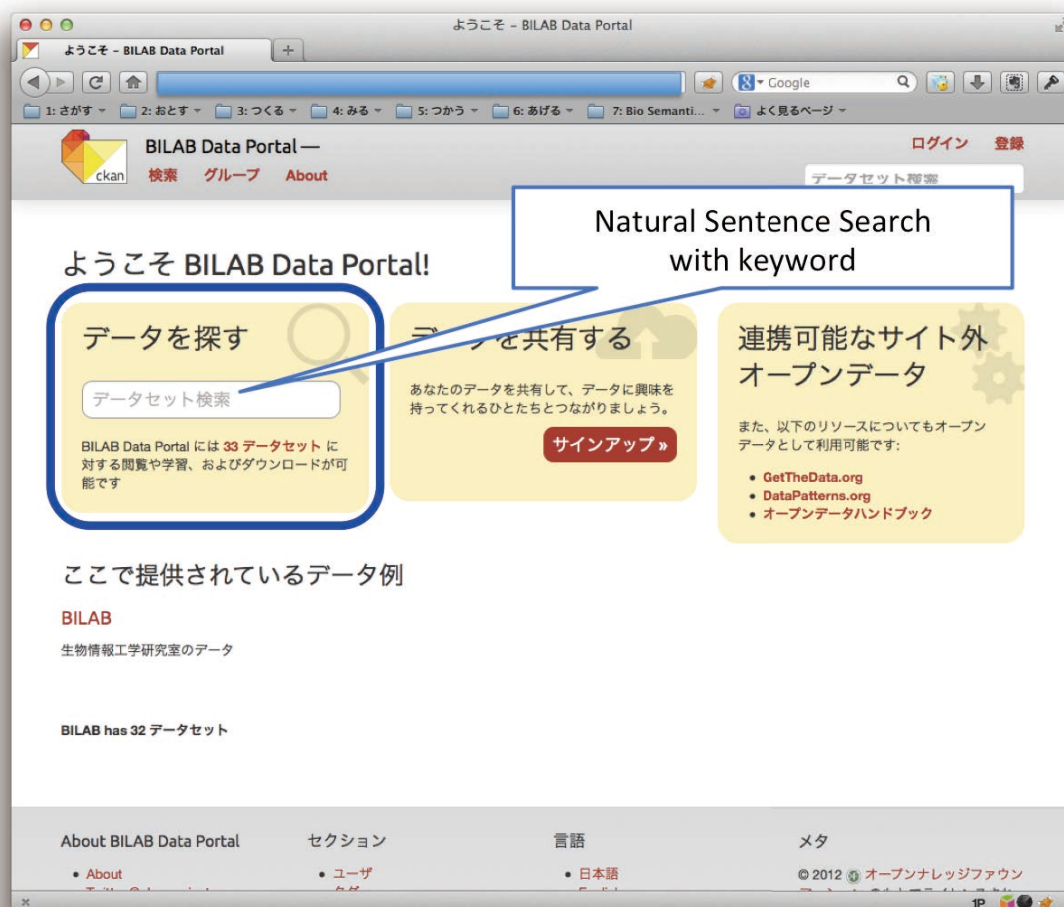 ようこそ – BILAB Data Portal
ようこそ – BILAB Data Portal
Google
1: さがす
2: おとす
3: つくる
4: みる
5: つかう
6: あげる
7: Bio Semanti...
よく見るページ
ckan
BILAB Data Portal —
検索 グループ About
ログイン 登録
データセット検索
Natural Sentence Search
with keyword
ようこそ BILAB Data Portal!
データを探す
データセット検索
BILAB Data Portal には 33 データセット に
対する閲覧や学習、およびダウンロードが可
能です
データを共有する
あなたのデータを共有して、データに興味を
持ってくれるひとたちとつながりましょう。
サインアップ »
連携可能なサイト外
オープンデータ
また、以下のリソースについてもオープン
データとして利用可能です:
• GetTheData.org
• DataPatterns.org
• オープンデータハンドブック
ここで提供されているデータ例
BILAB
生物情報工学研究室のデータ
BILAB has 32 データセット
About BILAB Data Portal
• About
セクション
• ユーザ
言語
• 日本語
メタ
© 2012 オープンナレッジファウン
1P